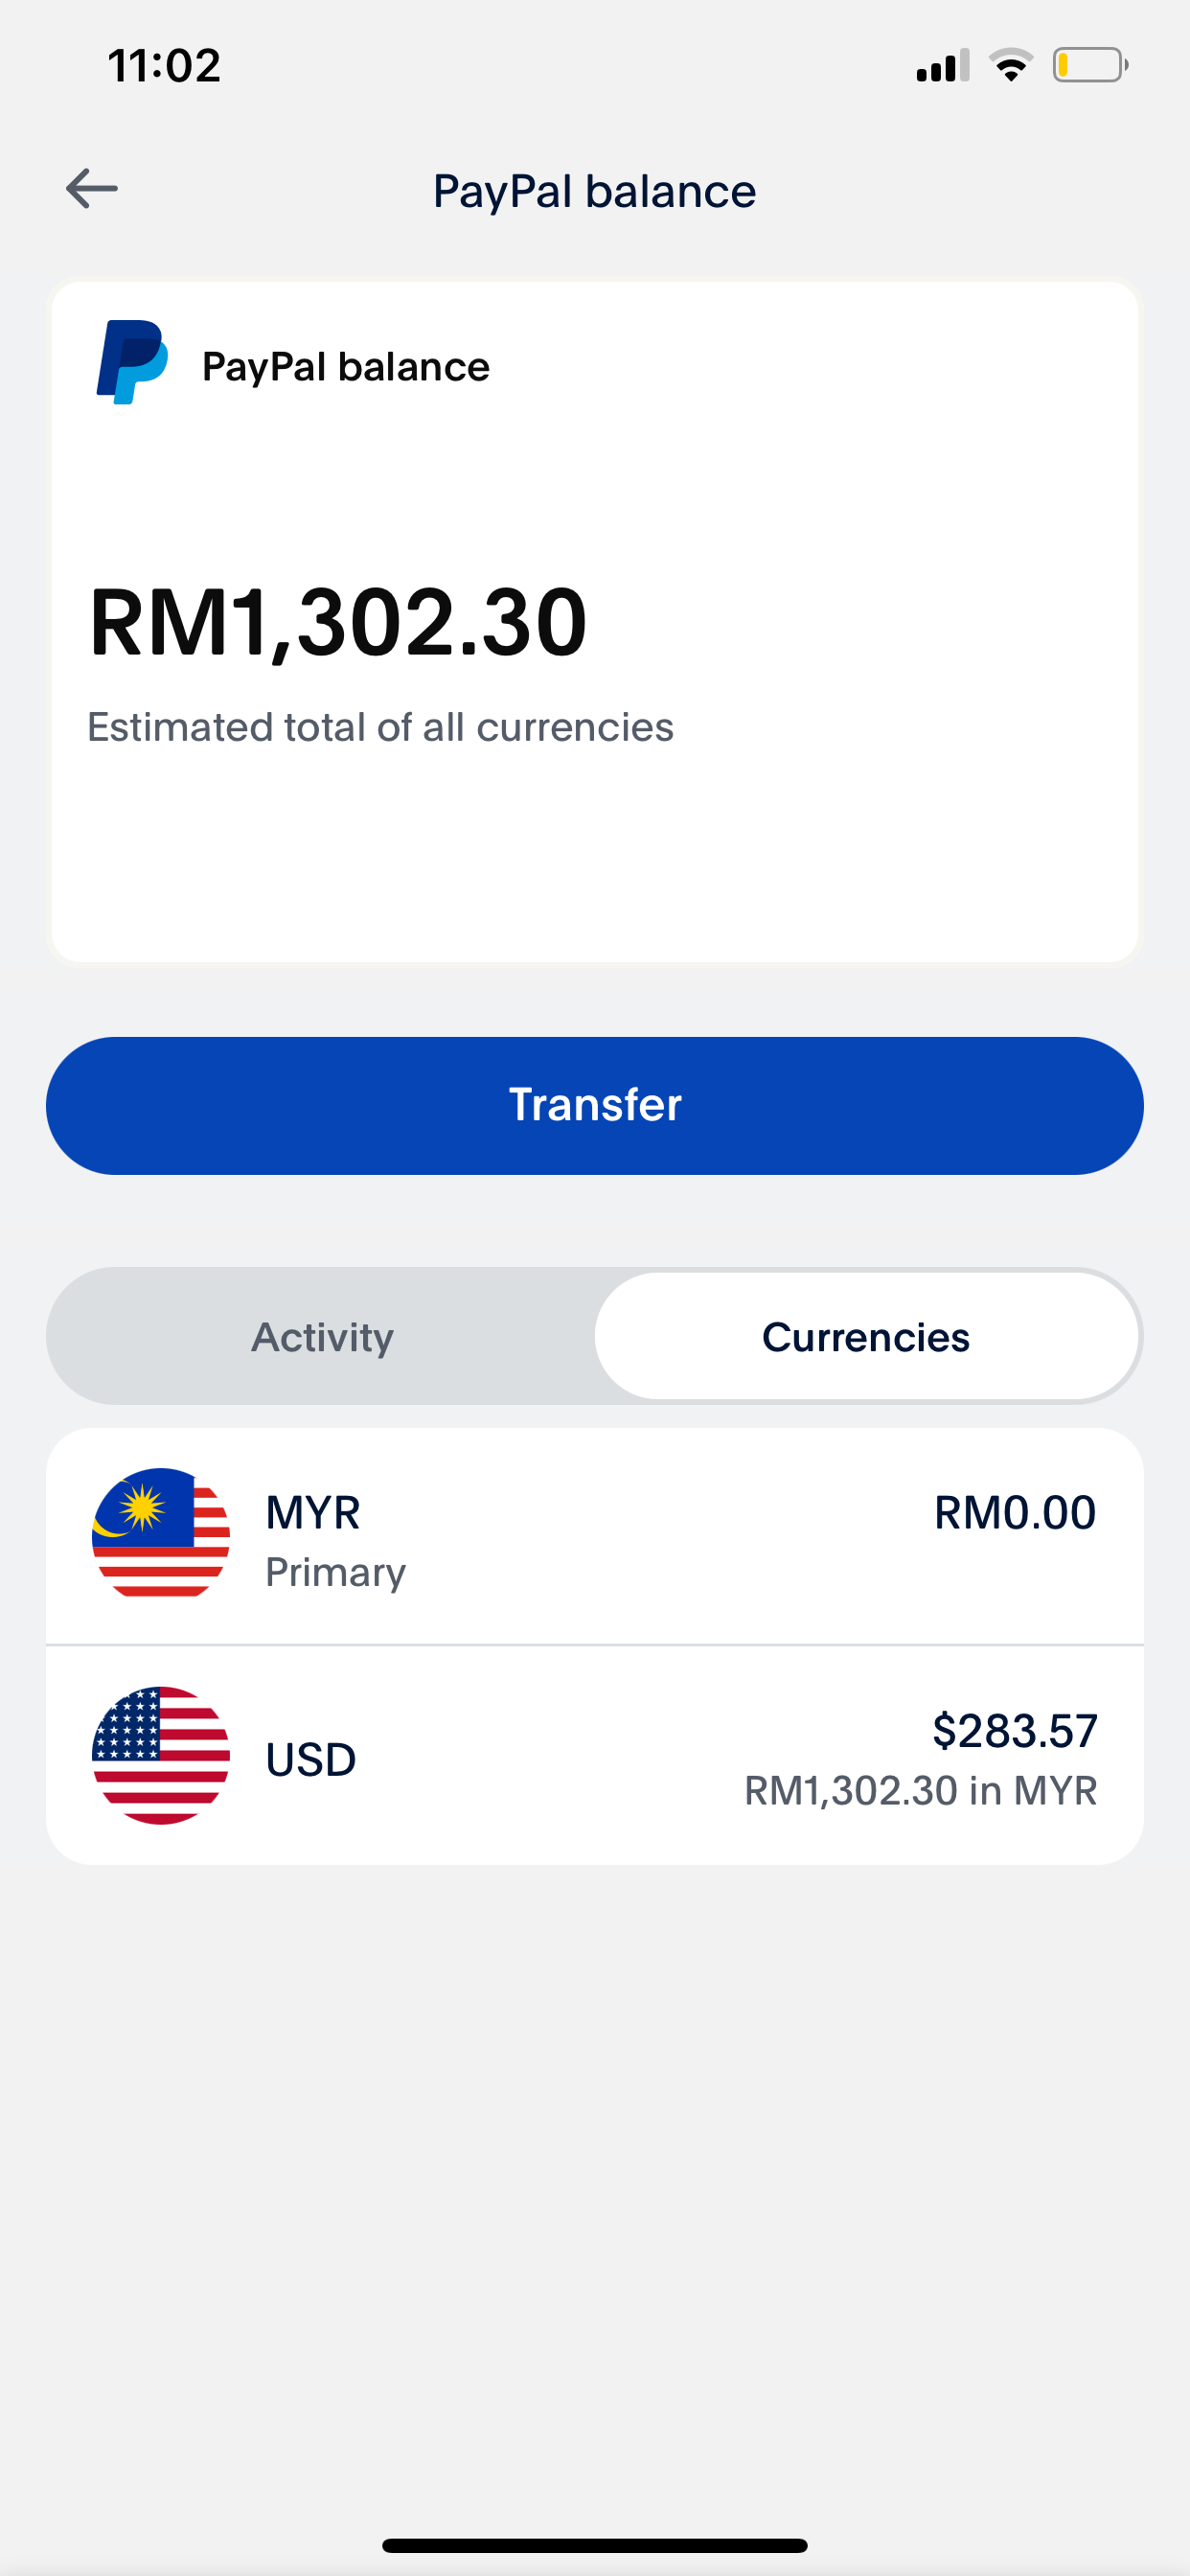 11:02
PayPal balance
PayPal balance
RM1,302.30
Estimated total of all currencies
Transfer
Activity
Currencies
MYR
RM0.00
Primary
USD
$283.57
RM1,302.30 in MYR